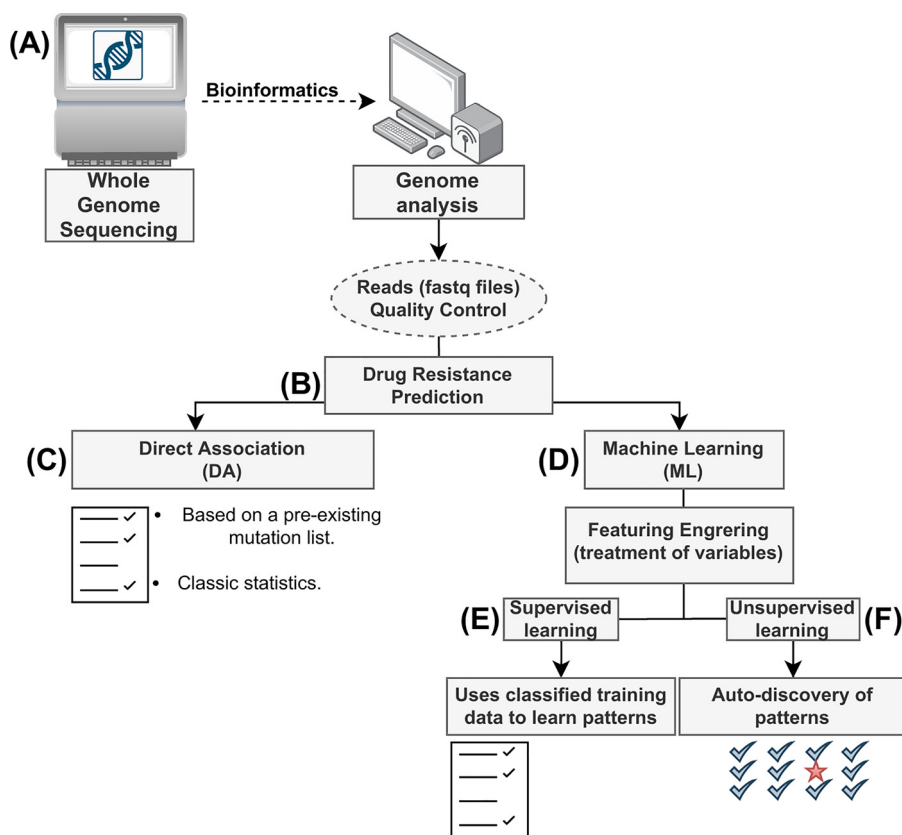 (A)
Bioinformatics
Whole
Genome
Sequencing
Genome
analysis
Reads (fastq files)
Quality Control
(B)
Drug Resistance
Prediction
(C)
Direct Association
(DA)
• Based on a pre-existing
mutation list.
• Classic statistics.
(D)
Machine Learning
(ML)
Featuring Engrering
(treatment of variables)
(E)
Supervised
learning
Unsupervised
learning
(F)
Uses classified training
data to learn patterns
Auto-discovery of
patterns